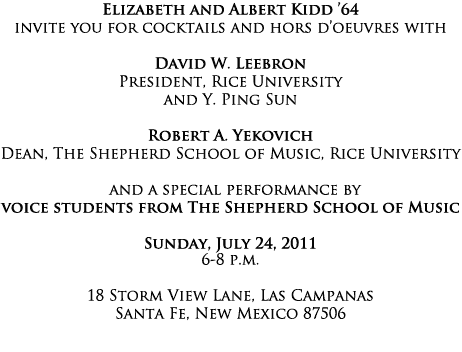 Elizabeth and Albert Kidd '64
invite you for cocktails and hors d'oeuvres with
David W. Leebron
President, Rice University
and Y. Ping Sun
Robert A. Yekovich
Dean, The Shepherd School of Music, Rice University
and a special performance by
voice students from The Shepherd School of Music
Sunday, July 24, 2011
6-8 p.m.
18 Storm View Lane, Las Campanas
Santa Fe, New Mexico 87506